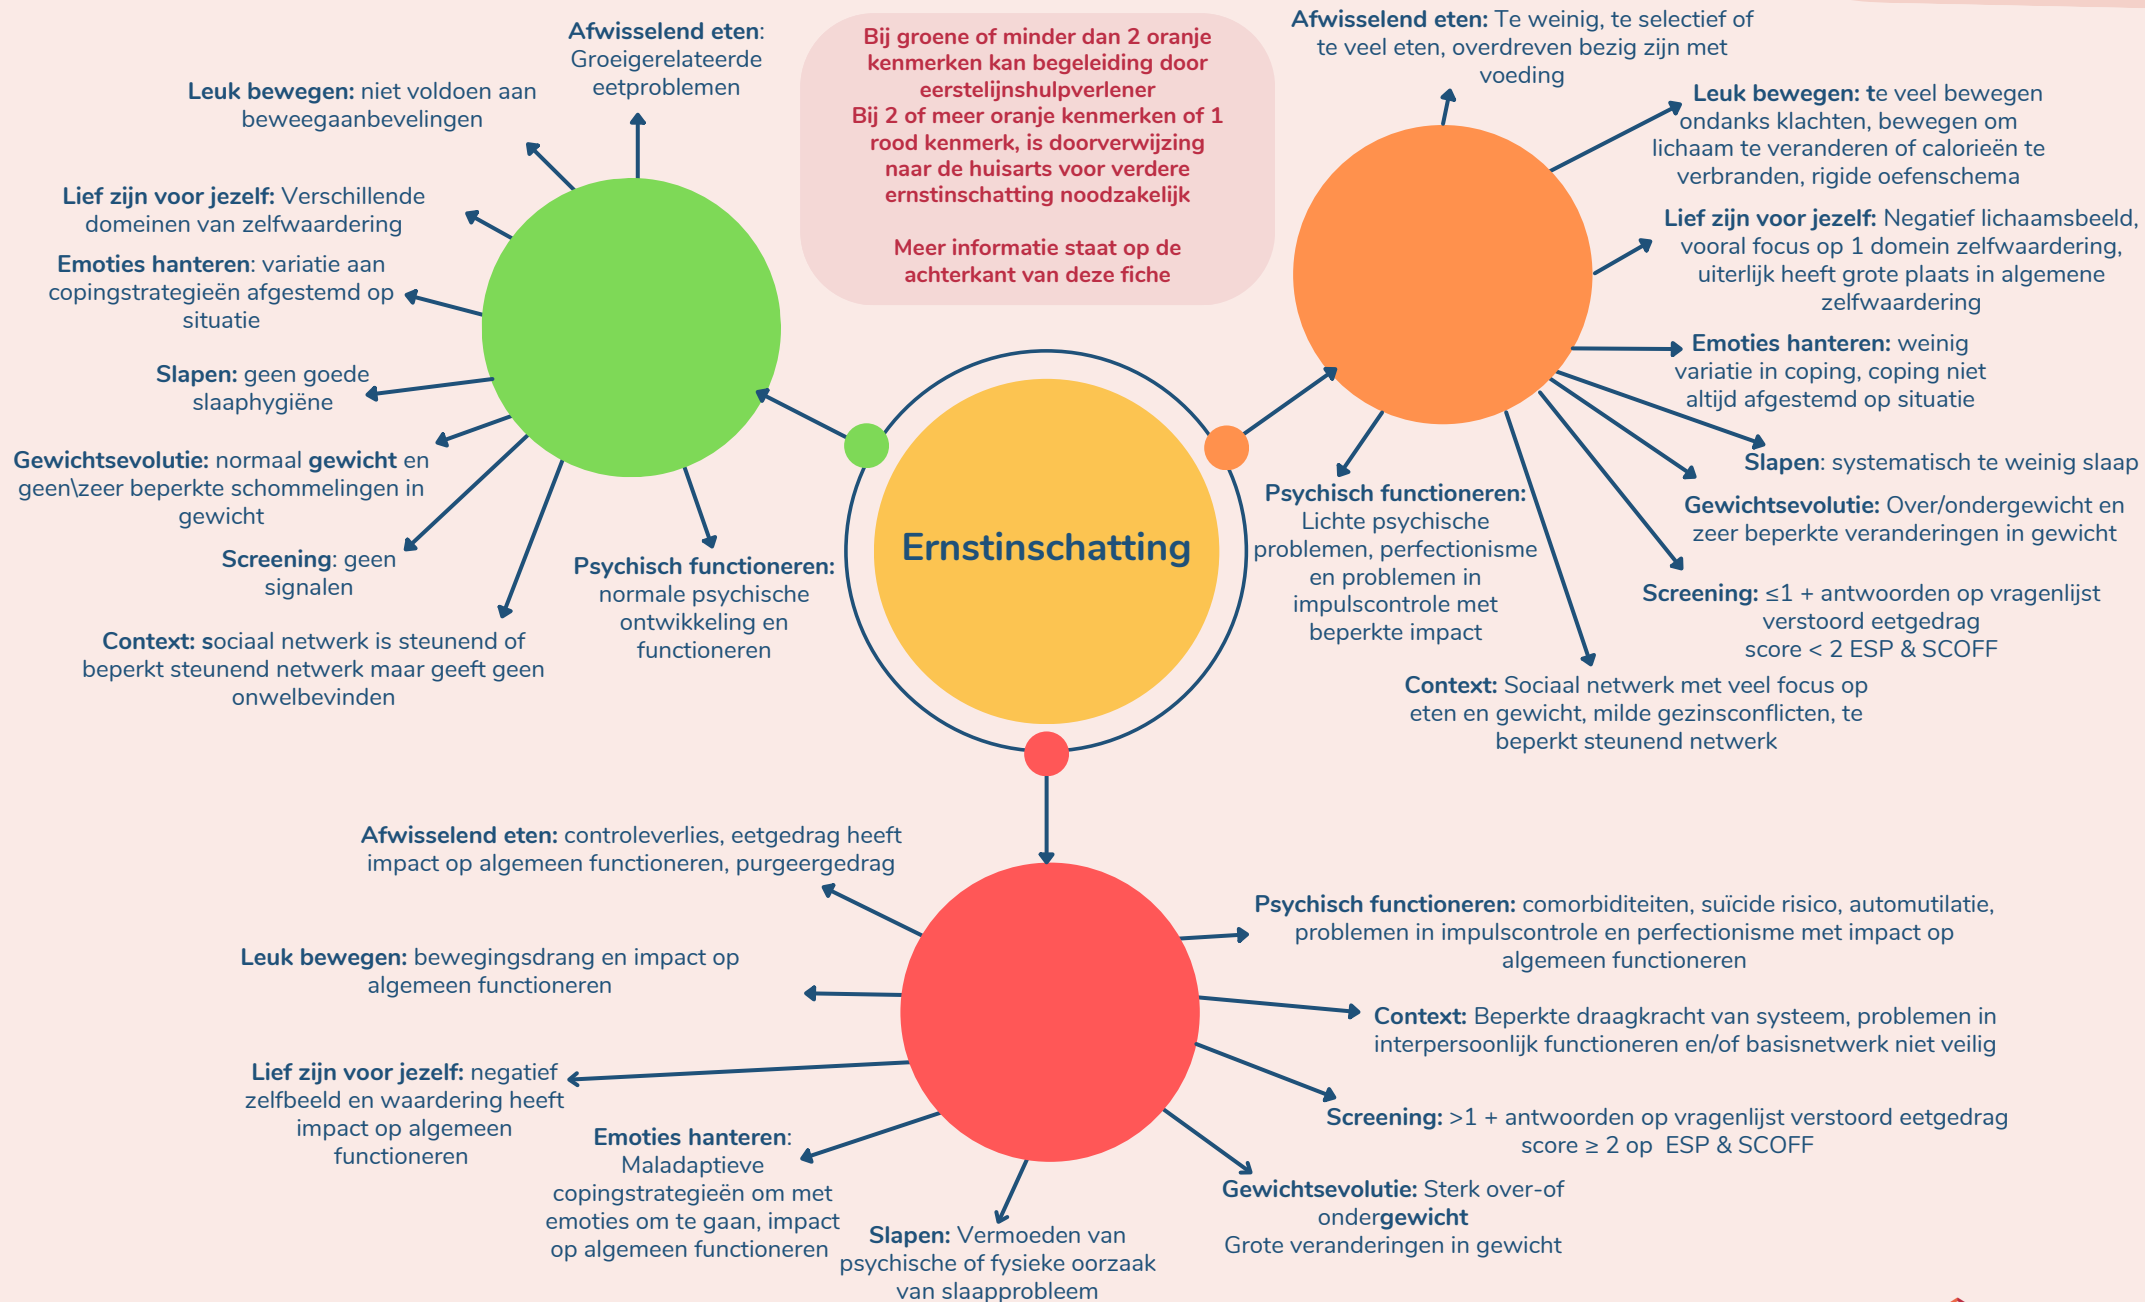 Afwisselend eten:
Groeigerelateerde
eetproblemen
Leuk bewegen: niet voldoen aan
beweegaanbevelingen
Lief zijn voor jezelf: Verschillende
domeinen van zelfwaardering
Emoties hanteren: variatie aan
copingstrategieën afgestemd op
situatie
Slapen: geen goede
slaaphygiëne
Gewichtsevolutie: normaal gewicht en
geen\zeer beperkte schommelingen in
gewicht
Screening: geen
signalen
Context: sociaal netwerk is steunend of
beperkt steunend netwerk maar geeft geen
onwelbevinden
Psychisch functioneren:
normale psychische
ontwikkeling en
functioneren
Bij groene of minder dan 2 oranje
kenmerken kan begeleiding door
eerstelijnshulpverlener
Bij 2 of meer oranje kenmerken of 1
rood kenmerk, is doorverwijzing
naar de huisarts voor verdere
ernstinschatting noodzakelijk
Meer informatie staat op de
achterkant van deze fiche
Ernstinschatting
Afwisselend eten: Te weinig, te selectief of
te veel eten, overdreven bezig zijn met
voeding
Leuk bewegen: te veel bewegen
ondanks klachten, bewegen om
lichaam te veranderen of calorieën te
verbranden, rigide oefenschema
Lief zijn voor jezelf: Negatief lichaamsbeeld,
vooral focus op 1 domein zelfwaardering,
uiterlijk heeft grote plaats in algemene
zelfwaardering
Emoties hanteren: weinig
variatie in coping, coping niet
altijd afgestemd op situatie
Slapen: systematisch te weinig slaap
Gewichtsevolutie: Over/ondergewicht en
zeer beperkte veranderingen in gewicht
Screening: ≤1 + antwoorden op vragenlijst
verstoord eetgedrag
score < 2 ESP & SCOFF
Context: Sociaal netwerk met veel focus op
eten en gewicht, milde gezinsconflicten, te
beperkt steunend netwerk
Psychisch functioneren:
Lichte psychische
problemen, perfectionisme
en problemen in
impulscontrole met
beperkte impact
Afwisselend eten: controleverlies, eetgedrag heeft
impact op algemeen functioneren, purgeergedrag
Leuk bewegen: bewegingsdrang en impact op
algemeen functioneren
Lief zijn voor jezelf: negatief
zelfbeeld en waardering heeft
impact op algemeen
functioneren
Emoties hanteren:
Maladaptieve
copingstrategieën om met
emoties om te gaan, impact
op algemeen functioneren
Slapen: Vermoeden van
psychische of fysieke oorzaak
van slaapprobleem
Psychisch functioneren: comorbiditeiten, suïcide risico, automutilatie,
problemen in impulscontrole en perfectionisme met impact op
algemeen functioneren
Context: Beperkte draagkracht van systeem, problemen in
interpersoonlijk functioneren en/of basisnetwerk niet veilig
Screening: >1 + antwoorden op vragenlijst verstoord eetgedrag
score ≥ 2 op ESP & SCOFF
Gewichtsevolutie: Sterk over-of
ondergewicht
Grote veranderingen in gewicht